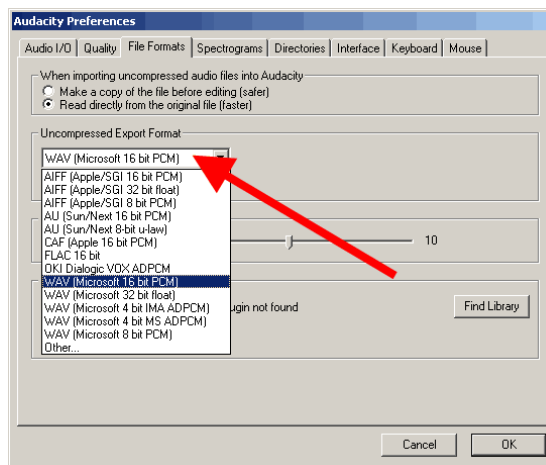 Audacity Preferences
Audio I/O Quality File Formats Spectrograms Directories Interface Keyboard Mouse
When importing uncompressed audio files into Audacity
Make a copy of the file before editing (safer)
Read directly from the original file (faster)
Uncompressed Export Format
WAV (Microsoft 16 bit PCM)
AIFF (Apple/SGI 16 bit PCM)
AIFF (Apple/SGI 32 bit float)
AIFF (Apple/SGI 8 bit PCM)
AU (Sun/Next 16 bit PCM)
AU (Sun/Next 8-bit u-law)
CAF (Apple 16 bit PCM)
FLAC 16 bit
OKI Dialogic VOX ADPCM
WAV (Microsoft 16 bit PCM)
WAV (Microsoft 32 bit float)
WAV (Microsoft 4 bit IMA ADPCM)
WAV (Microsoft 4 bit MS ADPCM)
WAV (Microsoft 8 bit PCM)
Other...
10
ugin not found
Find Library
Cancel OK